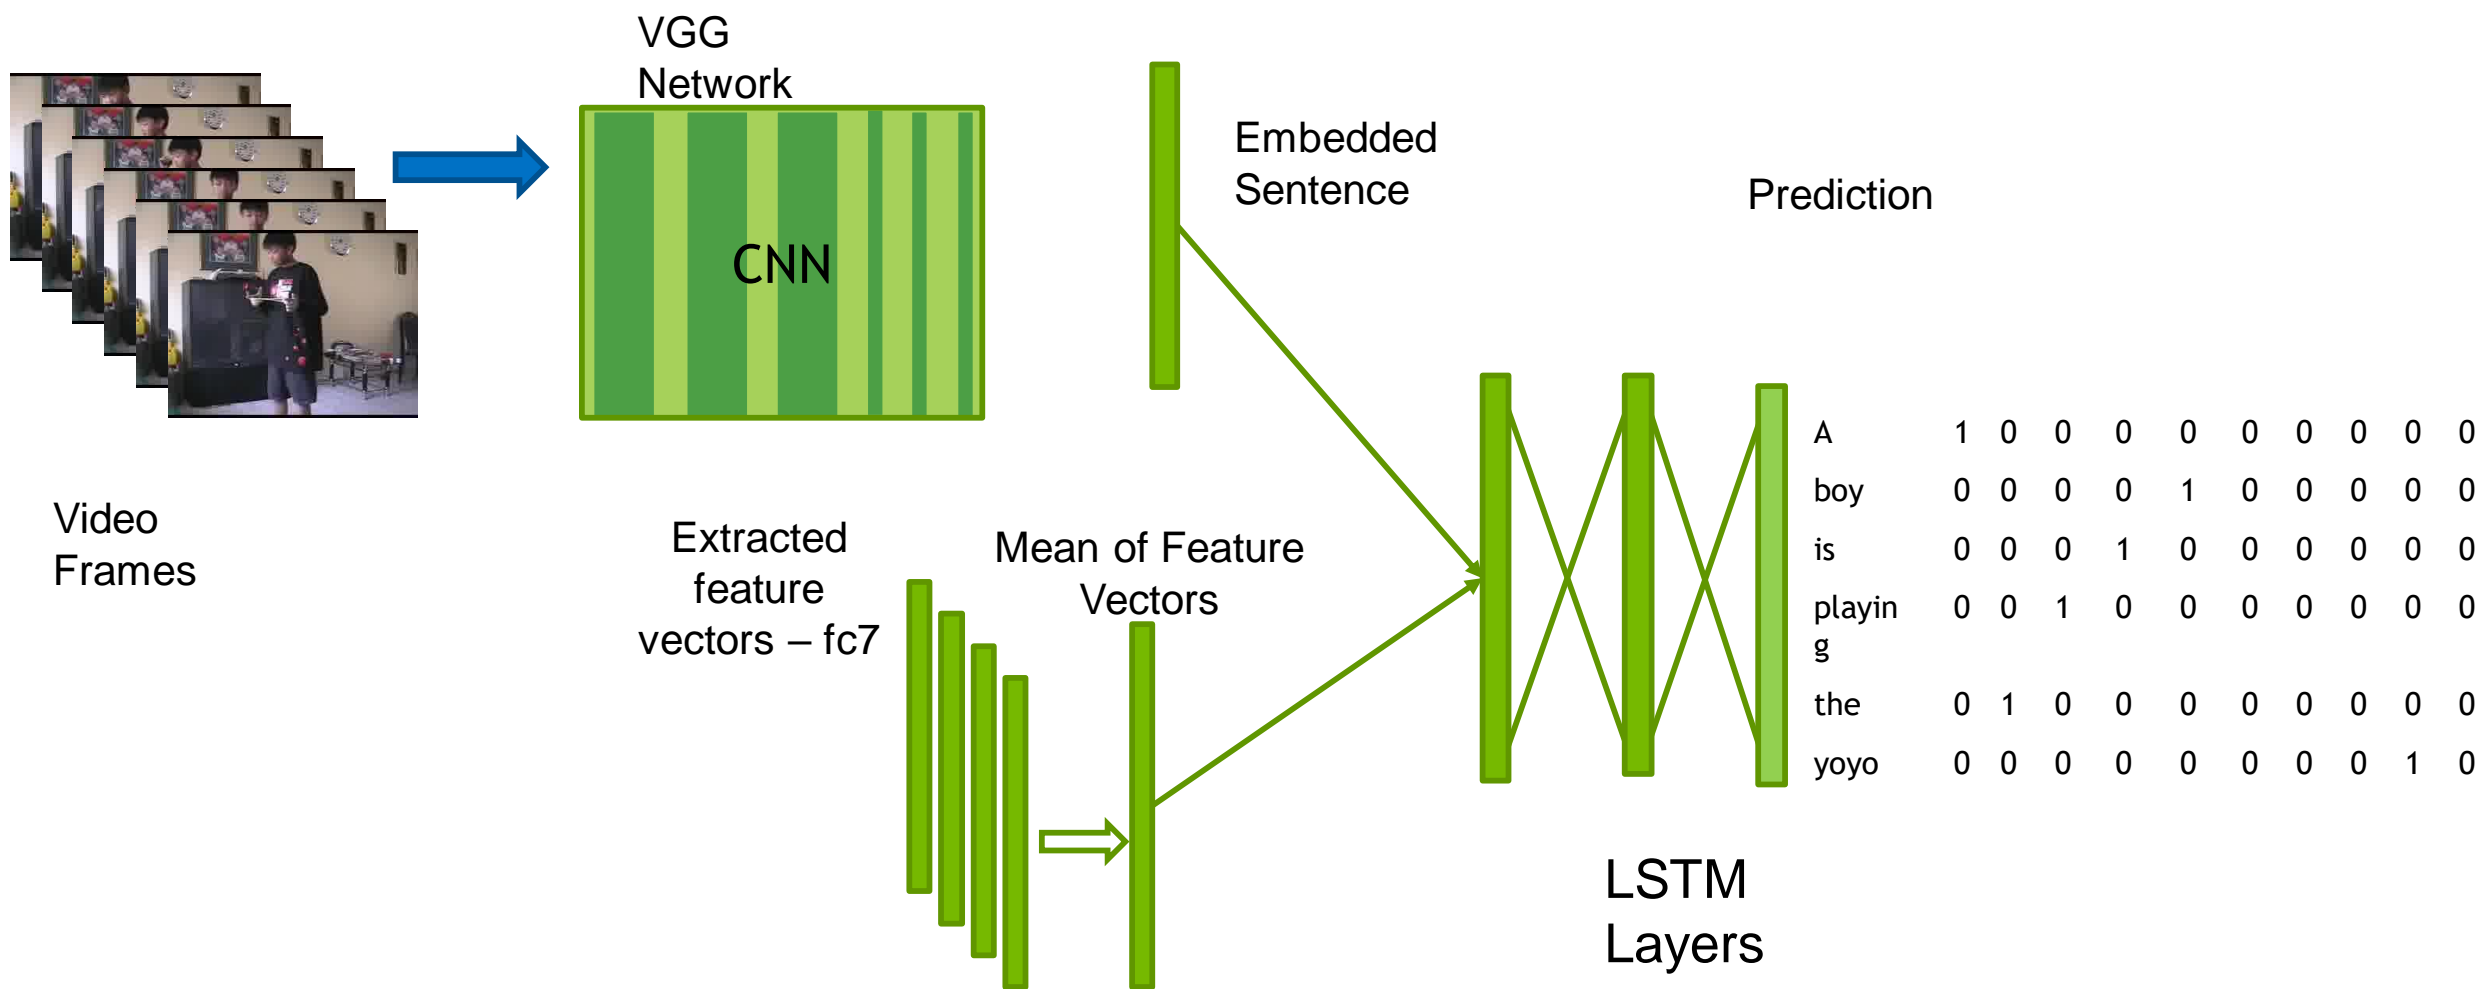 VGG
Network
CNN
Embedded
Sentence
Prediction
Video
Frames
Extracted
feature
vectors – fc7
Mean of Feature
Vectors
A 1 0 0 0 0 0 0 0 0 0
boy 0 0 0 0 1 0 0 0 0 0
is 0 0 0 1 0 0 0 0 0 0
playin 0 0 1 0 0 0 0 0 0 0
g
the 0 1 0 0 0 0 0 0 0 0
yoyo 0 0 0 0 0 0 0 0 1 0
LSTM
Layers